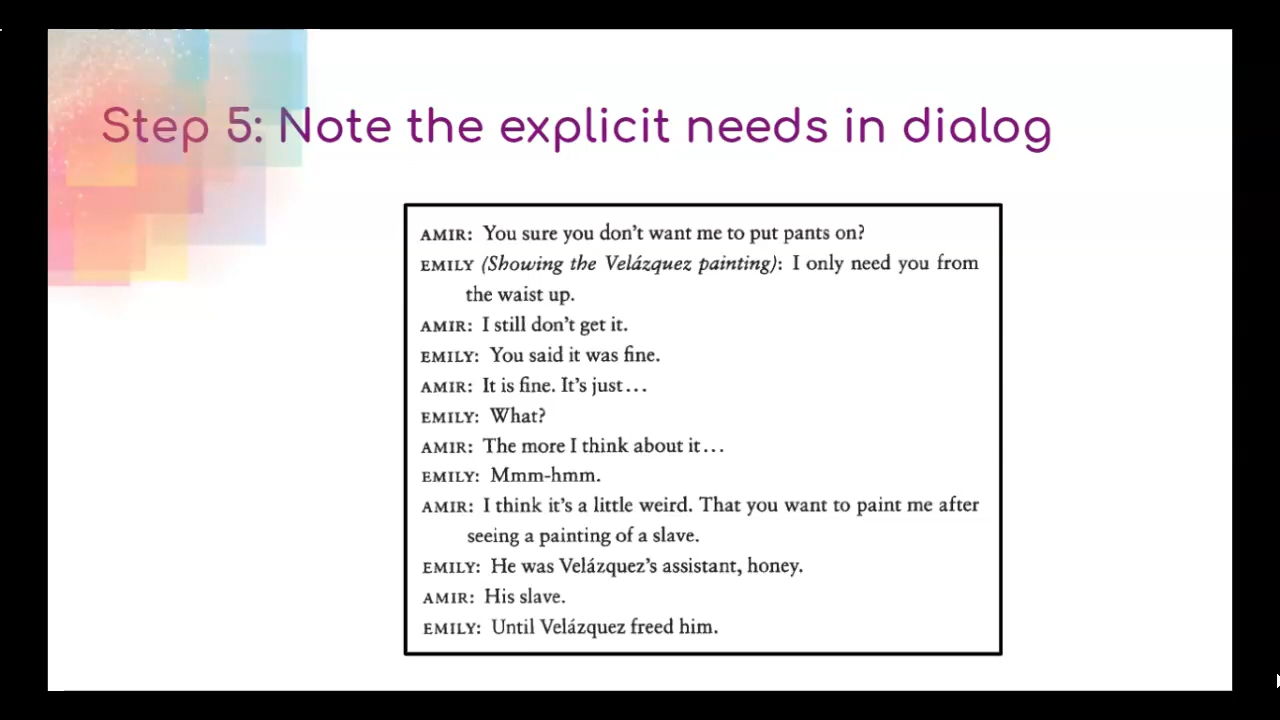 Step 5: Note the explicit needs in dialog
AMIR: You sure you don't want me to put pants on?
EMILY (Showing the Velázquez painting): I only need you from
the waist up.
AMIR: I still don't get it.
EMILY: You said it was fine.
AMIR: It is fine. It's just...
EMILY: What?
AMIR: The more I think about it...
EMILY: Mmm-hmm.
AMIR: I think it's a little weird. That you want to paint me after
seeing a painting of a slave.
EMILY: He was Velázquez's assistant, honey.
AMIR: His slave.
EMILY: Until Velázquez freed him.